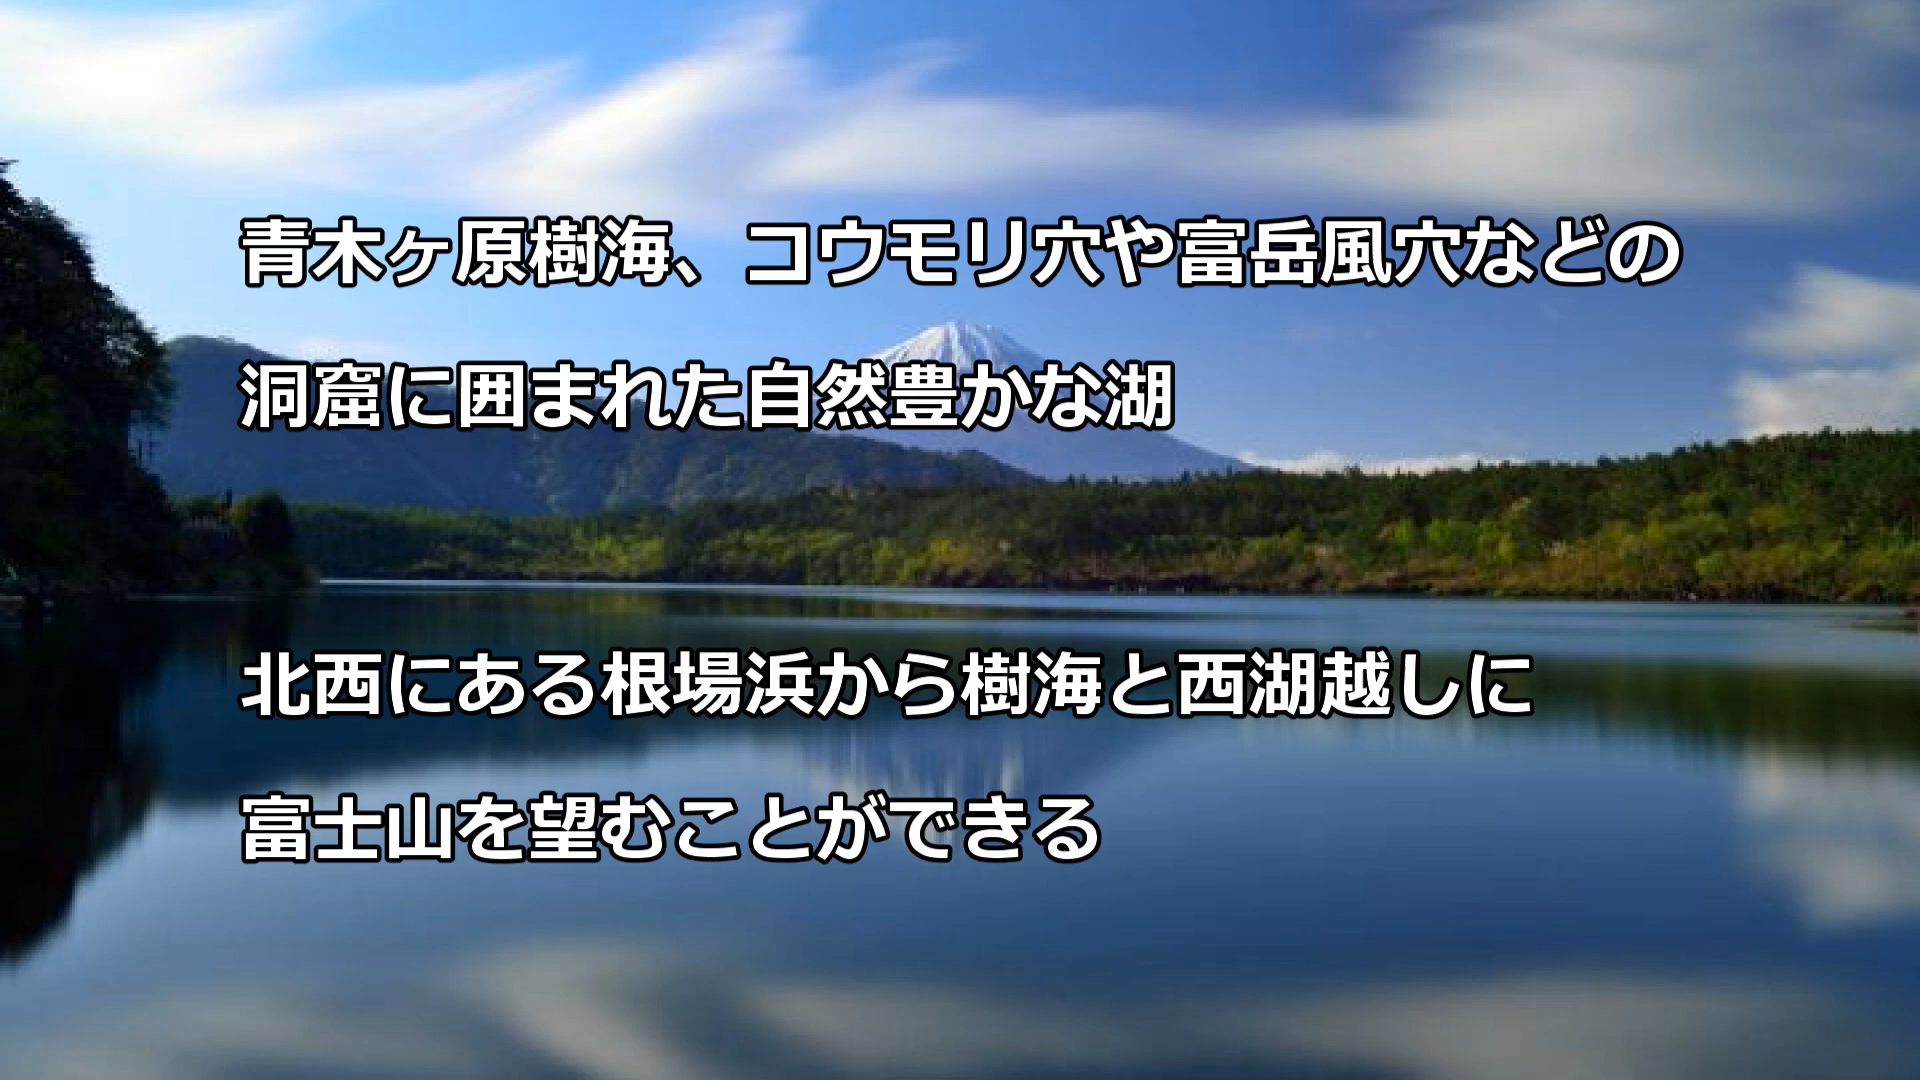 青木ヶ原樹海、コウモリ穴や富岳風穴などの
洞窟に囲まれた自然豊かな湖
北西にある根場浜から樹海と西湖越しに
富士山を望むことができる